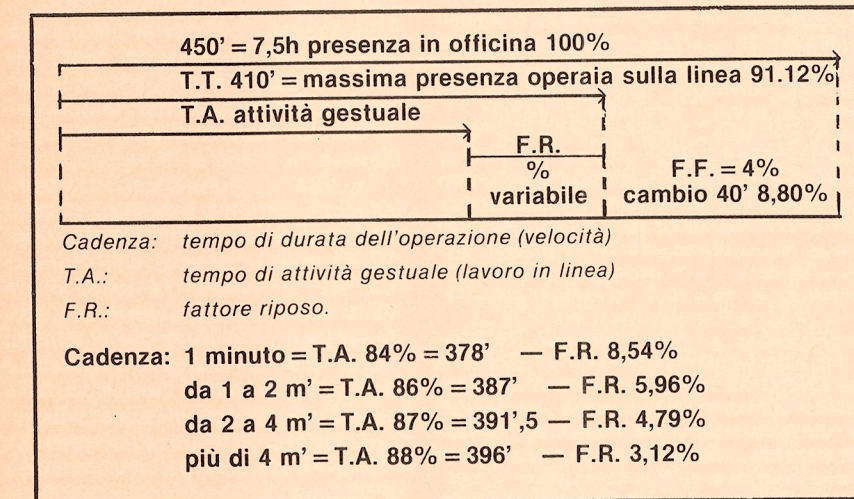 450' = 7,5h presenza in officina 100%
T.T. 410' = massima presenza operaia sulla linea 91.12%
T.A. attività gestuale
F.R.
%
variabile
F.F. = 4%
cambio 40' 8,80%
Cadenza: tempo di durata dell'operazione (velocità)
T.A.: tempo di attività gestuale (lavoro in linea)
F.R.: fattore riposo.
Cadenza: 1 minuto = T.A. 84% = 378' — F.R. 8,54%
da 1 a 2 m' = T.A. 86% = 387' — F.R. 5,96%
da 2 a 4 m' = T.A. 87% = 391',5 — F.R. 4,79%
più di 4 m' = T.A. 88% = 396' — F.R. 3,12%